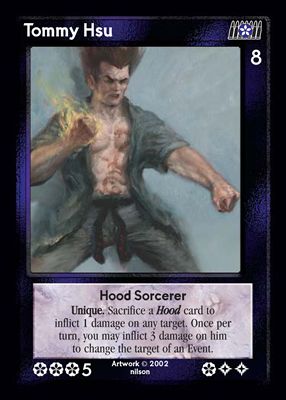 Tommy Hsu
8
Hood Sorcerer
Unique. Sacrifice a Hood card to
inflict 1 damage on any target. Once per
turn, you may inflict 3 damage on him
to change the target of an Event.
5
Artwork © 2002
nilson